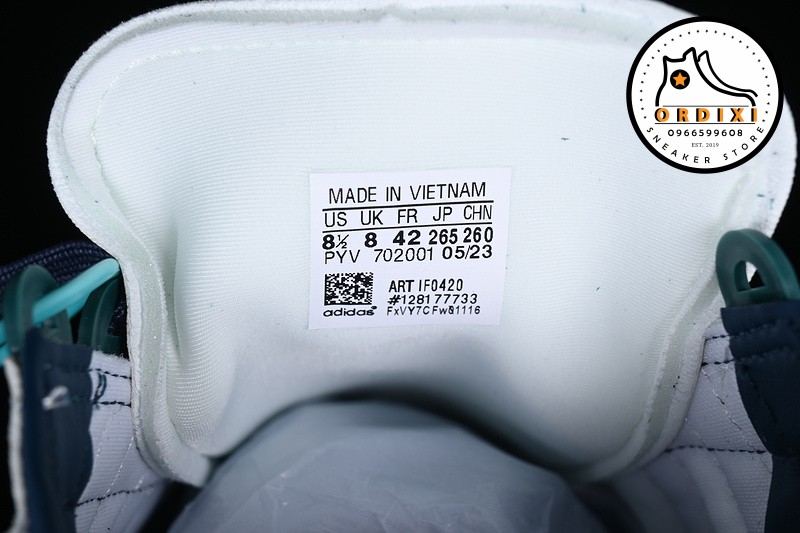 ORDIXI
0966599608
EST. 2019
SNEAKER STORE
MADE IN VIETNAM
US UK FR JP CHN
8½ 8 42 265 260
PYV 702001 05/23
ART IF0420
#128177733
adidas FxVY7CFw01116